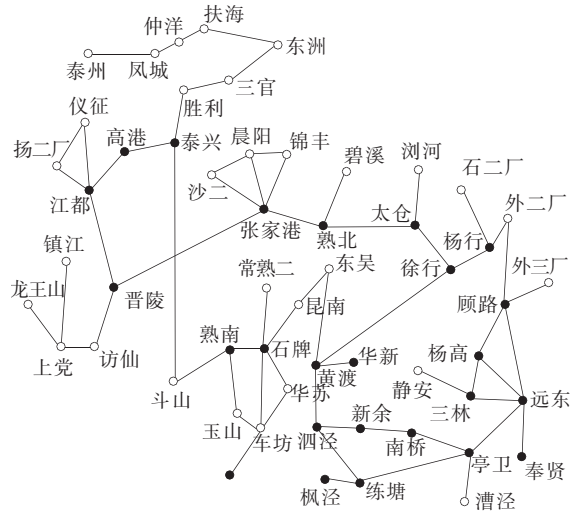 扶海
仲洋
东洲
泰州
凤城
三官
胜利
仪征
高港
泰兴
晨阳
锦丰
碧溪
浏河
扬二厂
石二厂
沙二
外二厂
江都
太仓
张家港
熟北
杨行
镇江
常熟二
东吴
徐行
外三厂
龙王山
晋陵
昆南
顾路
熟南
石牌
华新
杨高
上党
访仙
黄渡
静安
斗山
华苏
三林
远东
玉山
车坊
泗泾
新余
南桥
亭卫
奉贤
枫泾
练塘
漕泾